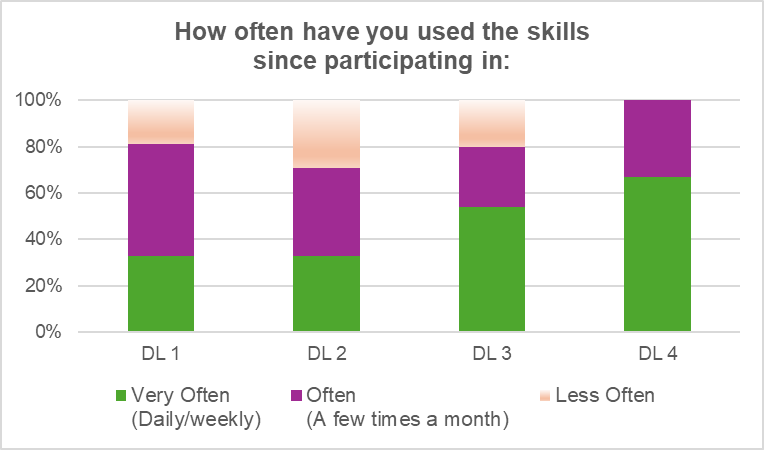 How often have you used the skills
since participating in:
100%
80%
60%
40%
20%
0%
DL 1
DL 2
DL 3
DL 4
Very Often
(Daily/weekly)
Often
(A few times a month)
Less Often